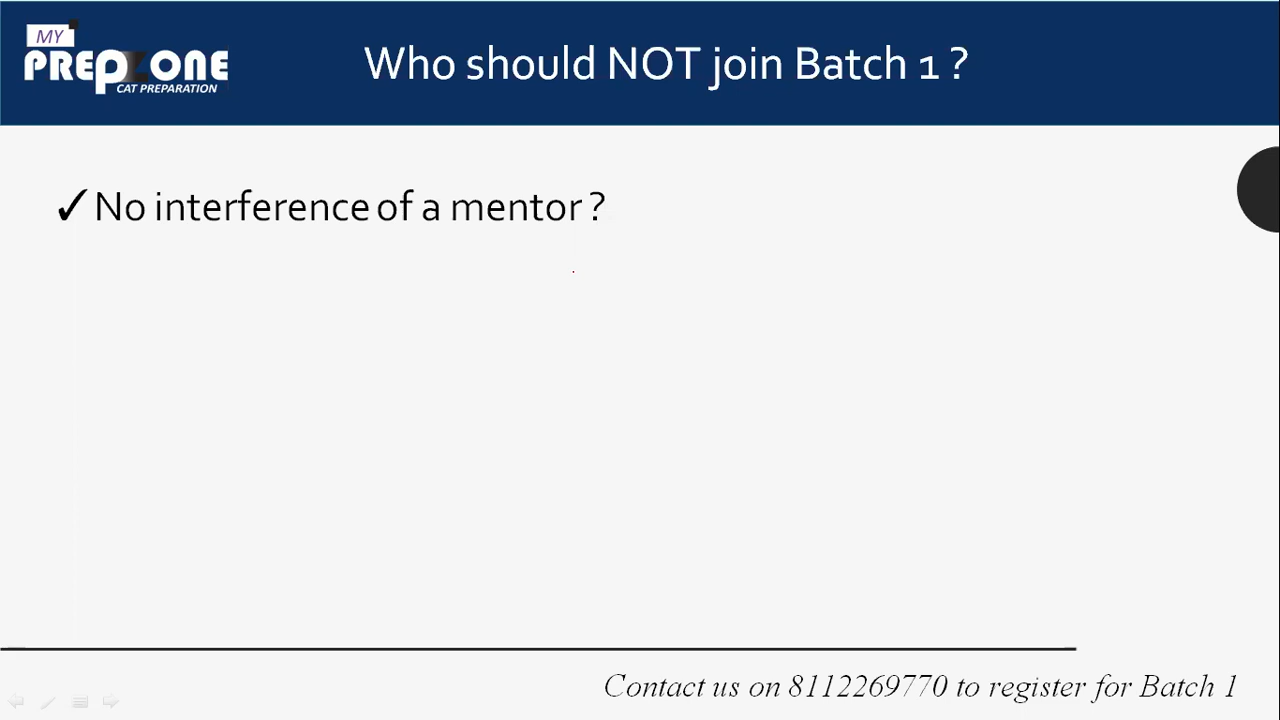 MY
PREPZONE
CAT PREPARATION
Who should NOT join Batch 1 ?
✓No interference of a mentor ?
Contact us on 8112269770 to register for Batch 1